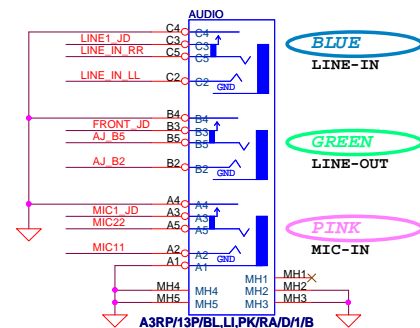 AUDIO
C4 C4
LINE1_JD C3 C3
LINE_IN_RR C5 C5
LINE_IN_LL C2 C2
GND
BLUE
LINE-IN
B4 B4
FRONT_JD B3 B3
AJ_B5 B5 B5
AJ_B2 B2 B2
GND
GREEN
LINE-OUT
A4 A4
MIC1_JD A3 A3
MIC22 A5 A5
MIC11 A2 A2
GND
A1 A1
PINK
MIC-IN
MH1 MH1
MH4 MH4 MH2 MH2
MH5 MH5 MH3 MH3
A3RP/13P/BL,LI,PK/RA/D/1/B